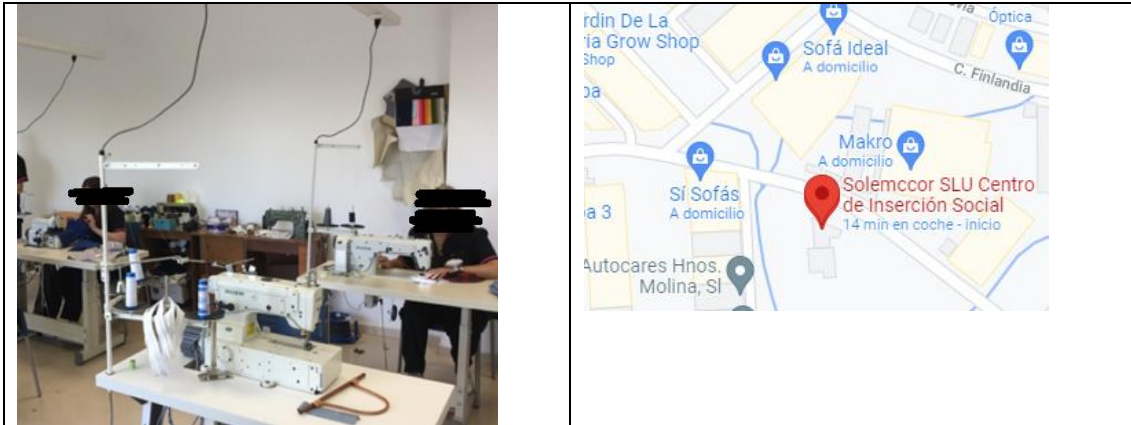 rdin De La
ria Grow Shop
Shop
Sofá Ideal
A domicilio
Óptica
C. Finlandia
Makro
A domicilio
Sí Sofás
A domicilio
Solemccor SLU Centro
de Inserción Social
14 min en coche - inicio
a 3
Autocares Hnos.
Molina, Sl